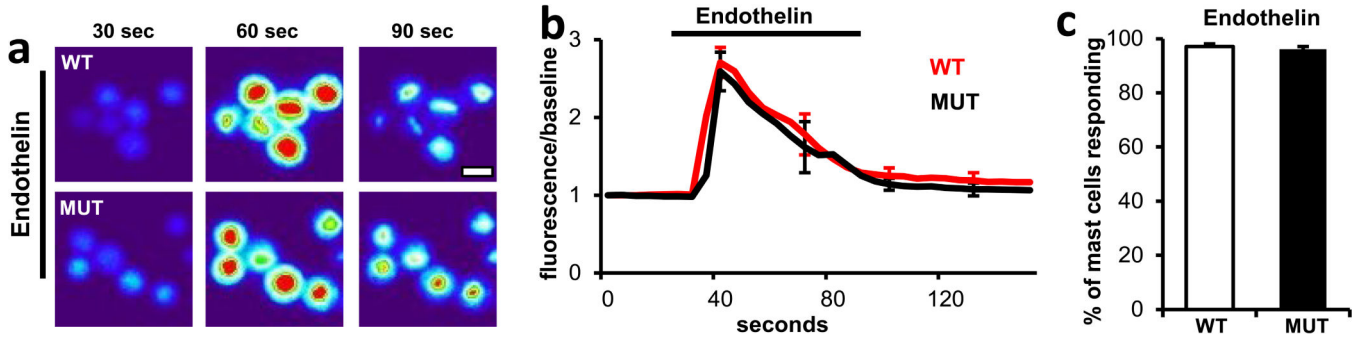 a
30 sec 60 sec 90 sec
Endothelin
WT
MUT
b
Endothelin
fluorescence/baseline
3
2
1
0
WT
MUT
0 40 80 120
seconds
c
Endothelin
% of mast cells responding
100
80
60
40
20
0
WT MUT